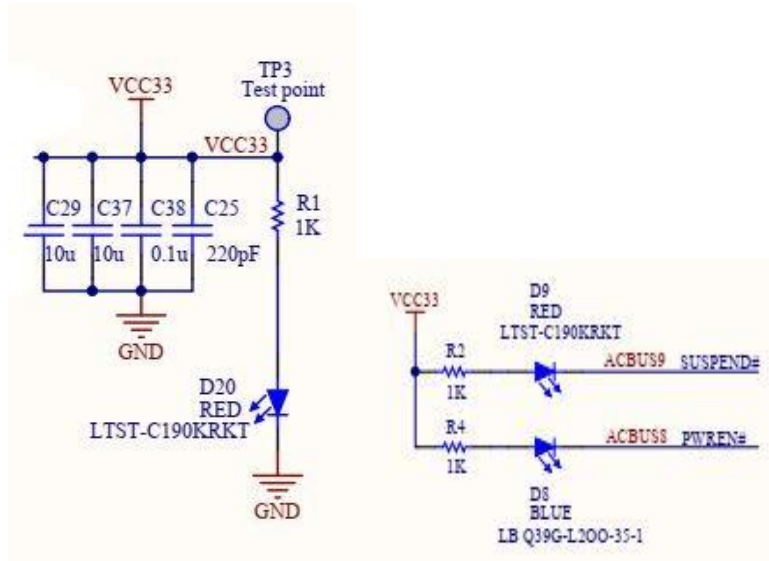 TP3
Test point
VCC33
VCC33
C29 C37 C38 C25
10u 10u 0.1u 220pF
R1
1K
GND
D20
RED
LTST-C190KRKT
GND
VCC33
D9
RED
LTST-C190KRKT
R2
1K
ACBUS9 SUSPEND#
R4
1K
ACBUS8 PWREN#
D8
BLUE
LB Q39G-L2OO-35-1